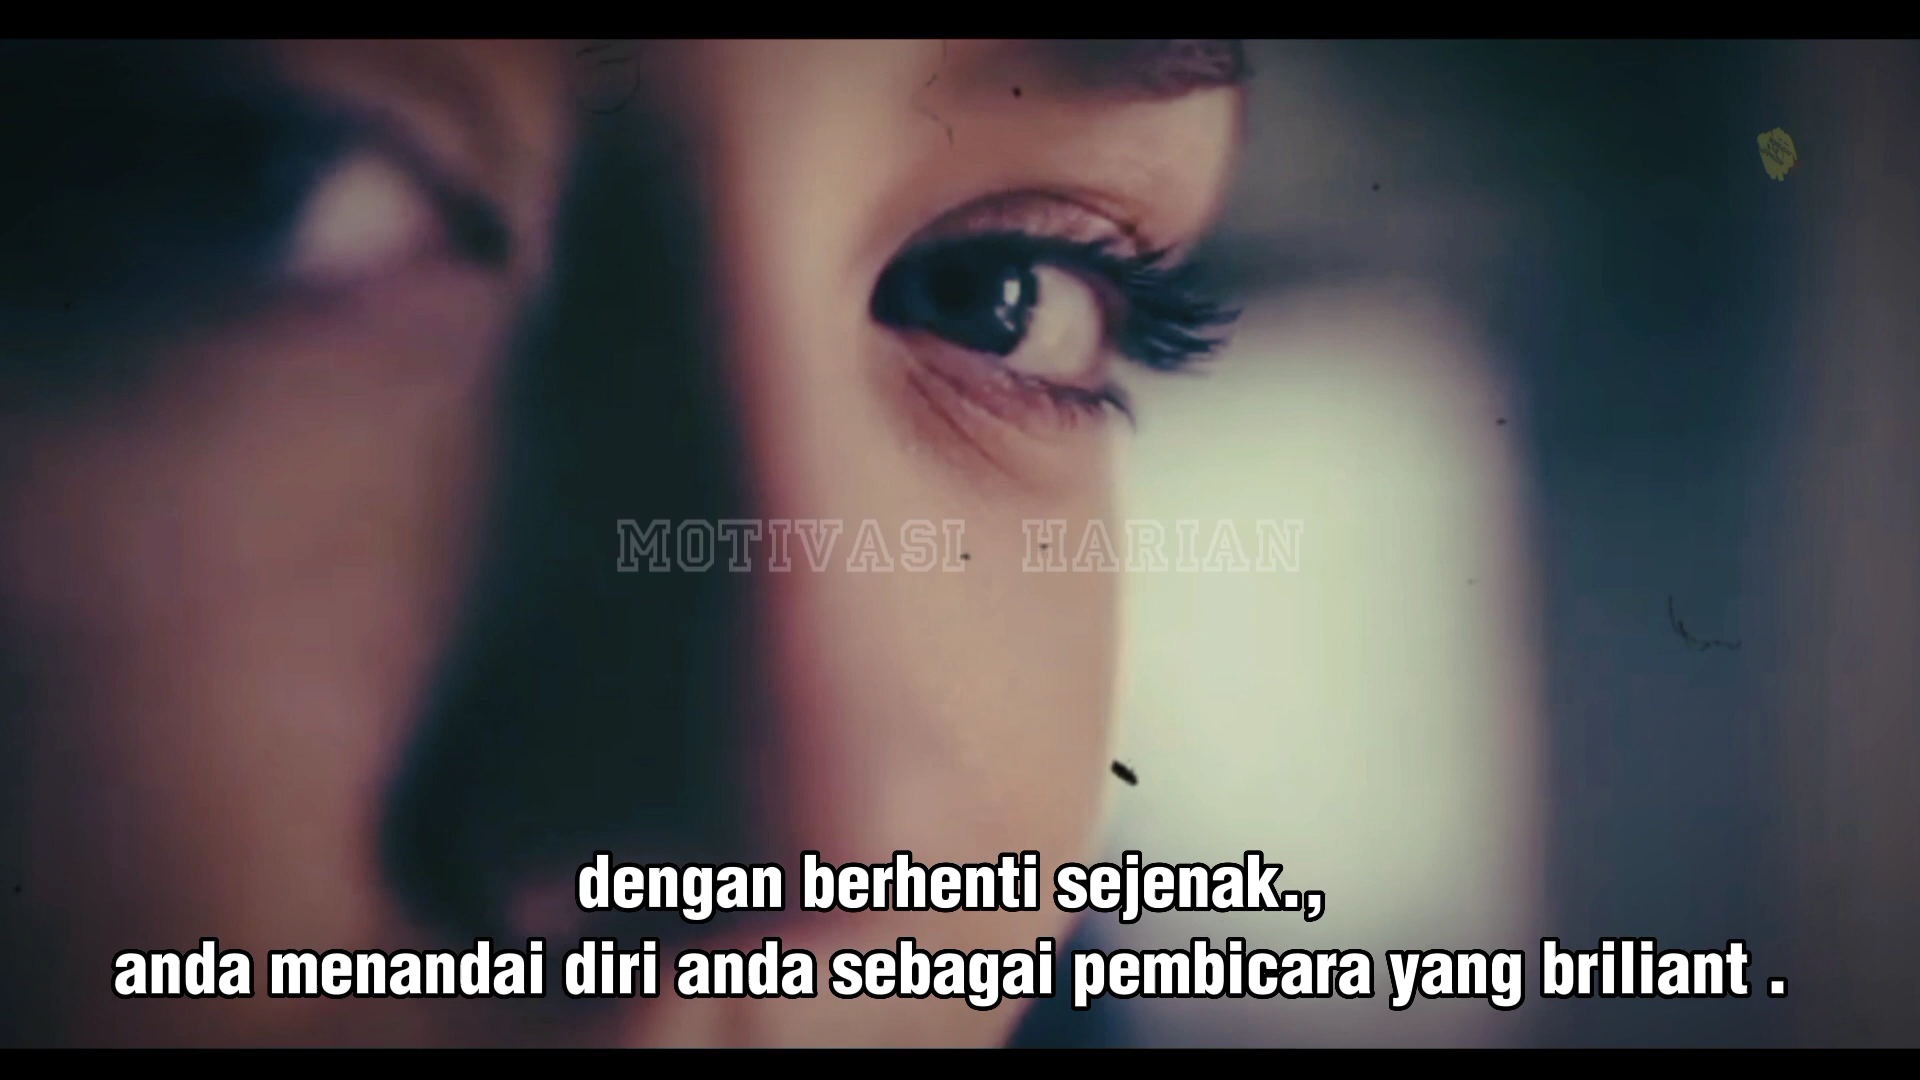 MOTIVASI HARIAN
dengan berhenti sejenak.,
anda menandai diri anda sebagai pembicara yang briliant .